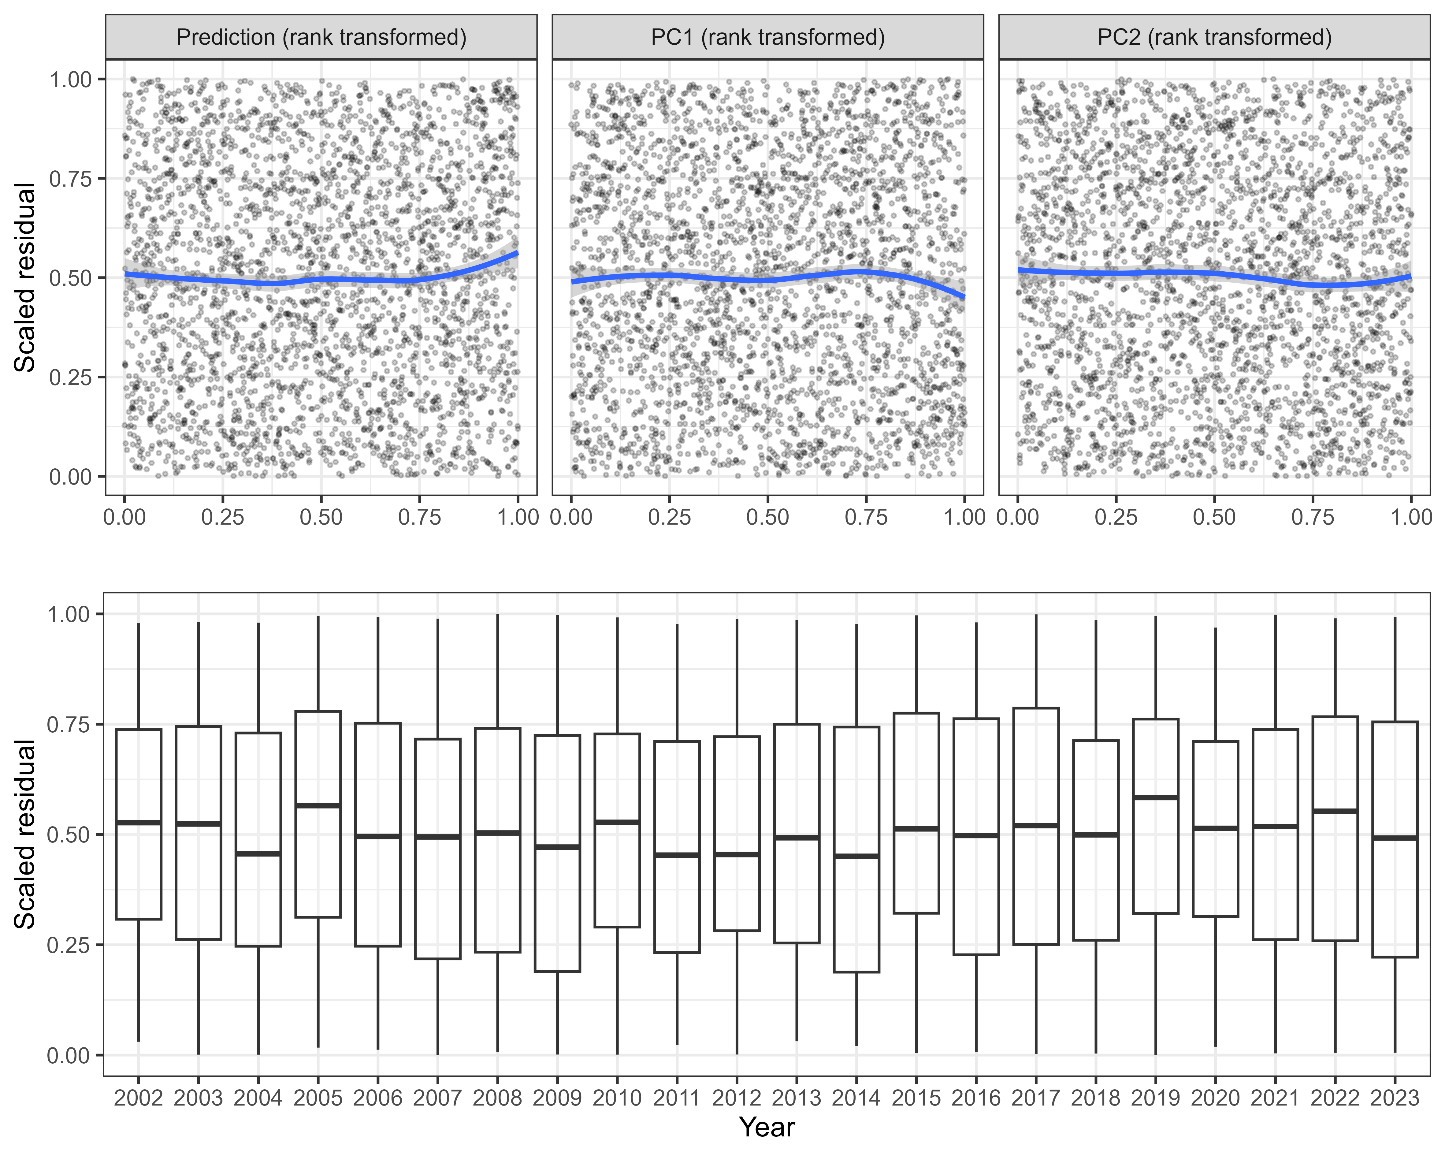 Prediction (rank transformed) PC1 (rank transformed) PC2 (rank transformed)
Scaled residual
1.00
0.75
0.50
0.25
0.00
0.00 0.25 0.50 0.75 1.00 0.00 0.25 0.50 0.75 1.00 0.00 0.25 0.50 0.75 1.00
Scaled residual
1.00
0.75
0.50
0.25
0.00
2002 2003 2004 2005 2006 2007 2008 2009 2010 2011 2012 2013 2014 2015 2016 2017 2018 2019 2020 2021 2022 2023
Year